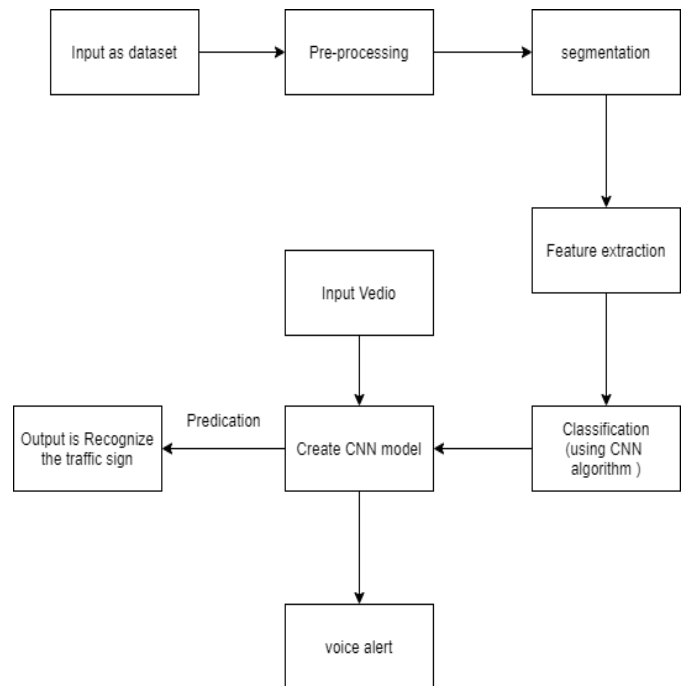 Input as dataset
Pre-processing
segmentation
Feature extraction
Input Vedio
Predication
Output is Recognize
the traffic sign
Create CNN model
Classification
(using CNN
algorithm )
voice alert